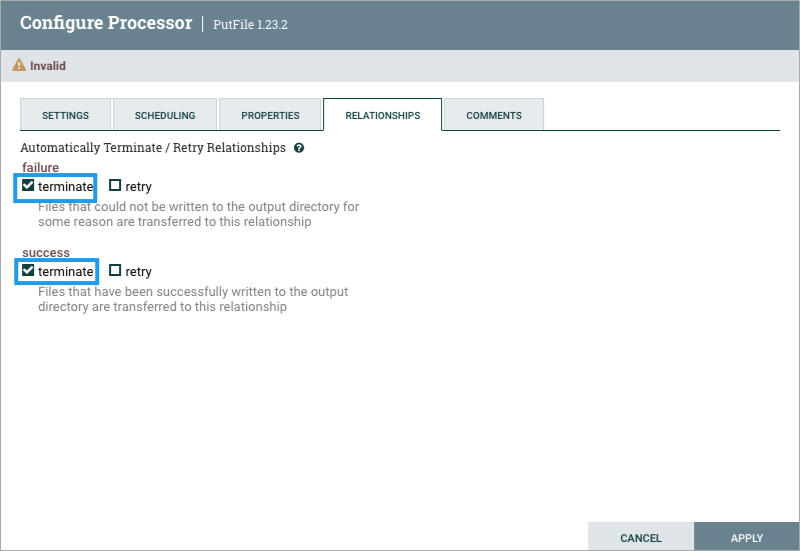 Configure Processor | PutFile 1.23.2
Invalid
SETTINGS SCHEDULING PROPERTIES RELATIONSHIPS COMMENTS
Automatically Terminate / Retry Relationships
failure
terminate retry
Files that could not be written to the output directory for
some reason are transferred to this relationship
success
terminate retry
Files that have been successfully written to the output
directory are transferred to this relationship
CANCEL APPLY